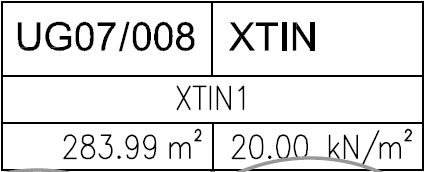 UG07/008 XTIN
XTIN1
283.99 m² 20.00 kN/m²